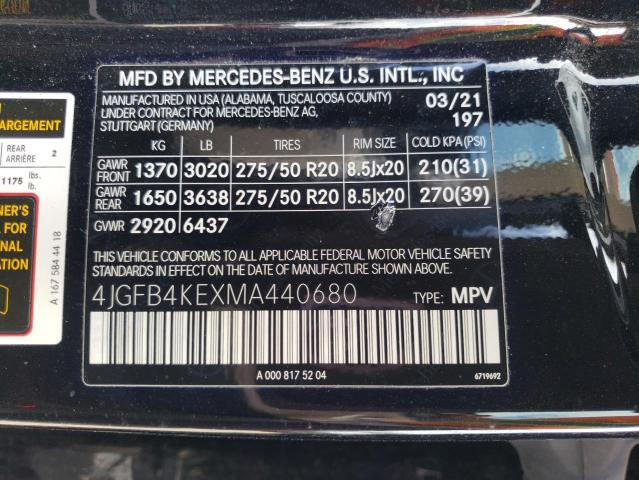 MFD BY MERCEDES-BENZ U.S. INTL., INC
MANUFACTURED IN USA (ALABAMA, TUSCALOOSA COUNTY) 03/21
UNDER CONTRACT FOR MERCEDES-BENZ AG, 197
STUTTGART (GERMANY)
KG LB TIRES RIM SIZE COLD KPA (PSI)
GAWR FRONT 1370 3020 275/50 R20 8.5Jx20 210(31)
GAWR REAR 1650 3638 275/50 R20 8.5Jx20 270(39)
GVWR 2920 6437
THIS VEHICLE CONFORMS TO ALL APPLICABLE FEDERAL MOTOR VEHICLE SAFETY
STANDARDS IN EFFECT ON THE DATE OF MANUFACTURE SHOWN ABOVE.
4JGFB4KEXMA440680 TYPE: MPV
A 000 817 52 04
6719692
ARGEMENT
REAR
ARRIÈRE 2
1175 lbs.
lb.
NER'S
L FOR
ONAL
ATION
A 167 584 44 18